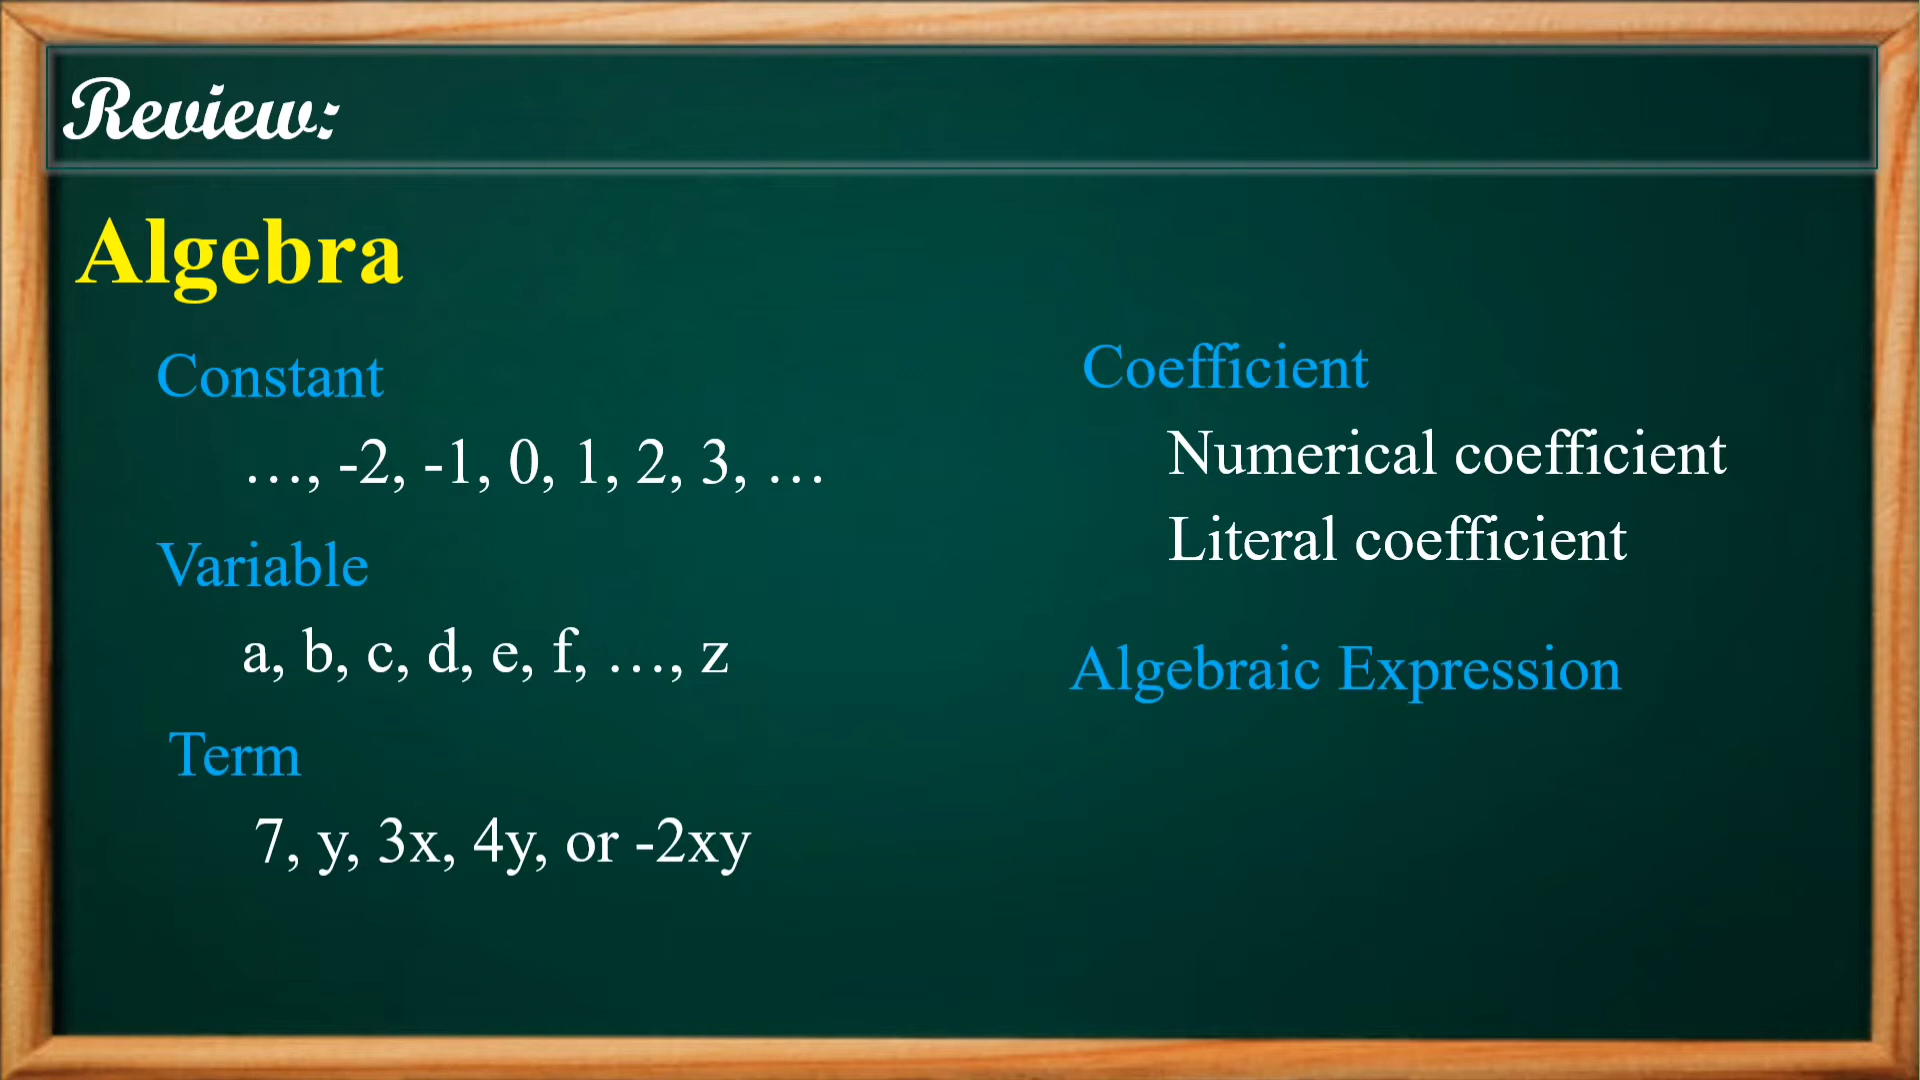 Review:
Algebra
Constant
…, -2, -1, 0, 1, 2, 3, …
Variable
a, b, c, d, e, f, …, z
Term
7, y, 3x, 4y, or -2xy
Coefficient
Numerical coefficient
Literal coefficient
Algebraic Expression